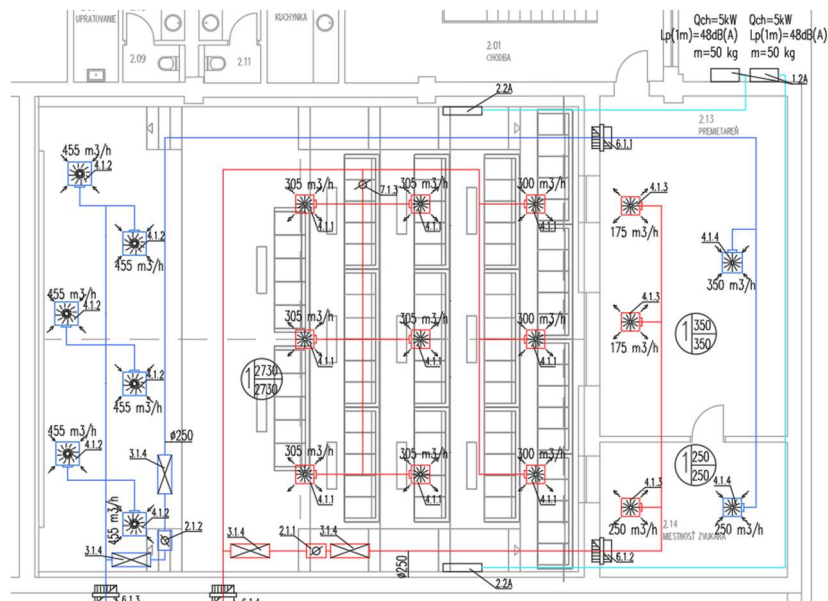 2.10
UPRATOVANIE
KUCHYNKA
2.09
2.11
2.01
CHODBA
Qch=5kW
Lp(1m)=48dB(A)
m=50 kg
Qch=5kW
Lp(1m)=48dB(A)
m=50 kg
1.2A
2.2A
2.13
PREMIETAREŇ
6.1.1
455 m3/h
4.1.2
4.1.2
455 m3/h
455 m3/h
4.1.2
4.1.2
455 m3/h
455 m3/h
4.1.2
4.1.2
455 m3/h
305 m3/h
4.1.1
7.1.3
305 m3/h
4.1.1
300 m3/h
4.1.1
4.1.3
175 m3/h
4.1.4
350 m3/h
305 m3/h
4.1.1
305 m3/h
4.1.1
300 m3/h
4.1.1
4.1.3
175 m3/h
1
350
350
1
2730
2730
ø250
3.1.4
305 m3/h
4.1.1
305 m3/h
4.1.1
300 m3/h
4.1.1
1
250
250
4.1.3
250 m3/h
4.1.4
250 m3/h
2.14
MIESTNOSŤ ZVUKÁRA
2.1.2
3.1.4
3.1.4
2.1.1
3.1.4
ø250
6.1.2
2.2A
6.1.3
6.1.4